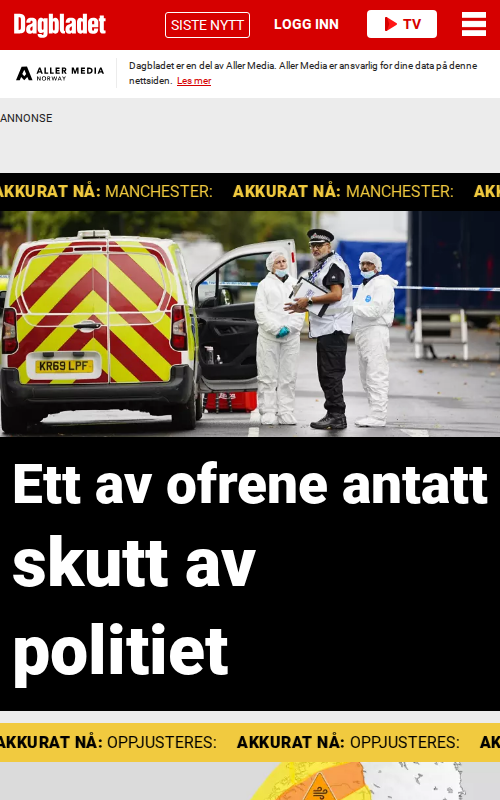 Dagbladet
SISTE NYTT
LOGG INN
TV
ALLER MEDIA
NORWAY
Dagbladet er en del av Aller Media. Aller Media er ansvarlig for dine data på denne
nettsiden. Les mer
ANNONSE
AKKURAT NÅ: MANCHESTER: AKKURAT NÅ: MANCHESTER: AKK
KR69 LPF
Ett av ofrene antatt
skutt av
politiet
AKKURAT NÅ: OPPJUSTERES: AKKURAT NÅ: OPPJUSTERES: AK